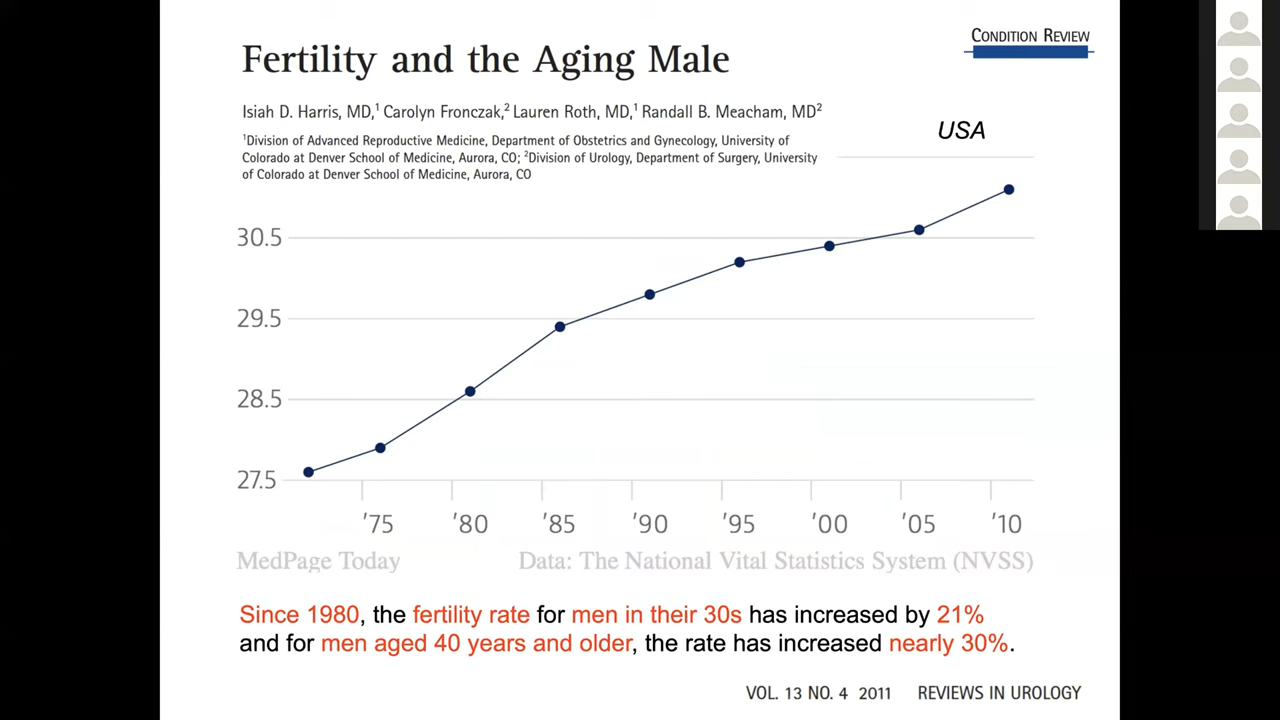 CONDITION REVIEW
Fertility and the Aging Male
Isiah D. Harris, MD,¹ Carolyn Fronczak,² Lauren Roth, MD,¹ Randall B. Meacham, MD²
¹Division of Advanced Reproductive Medicine, Department of Obstetrics and Gynecology, University of
Colorado at Denver School of Medicine, Aurora, CO; ²Division of Urology, Department of Surgery, University
of Colorado at Denver School of Medicine, Aurora, CO
USA
30.5
29.5
28.5
27.5
'75 '80 '85 '90 '95 '00 '05 '10
MedPage Today Data: The National Vital Statistics System (NVSS)
Since 1980, the fertility rate for men in their 30s has increased by 21%
and for men aged 40 years and older, the rate has increased nearly 30%.
VOL. 13 NO. 4 2011 REVIEWS IN UROLOGY